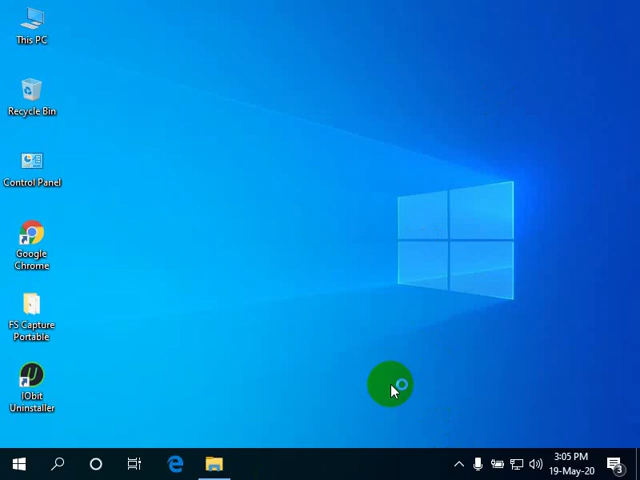 This PC
Recycle Bin
Control Panel
Google
Chrome
FS Capture
Portable
IObit
Uninstaller
3:05 PM
19-May-20
3